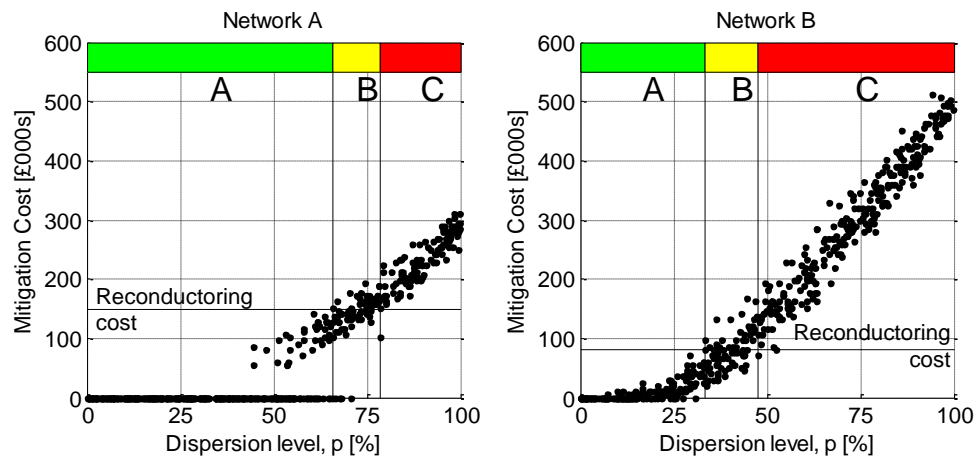 Network A
600
500
400
300
200
100
0
Mitigation Cost [£000s]
A
B
C
Reconductoring
cost
0
25
50
75
100
Dispersion level, p [%]
Network B
600
500
400
300
200
100
0
Mitigation Cost [£000s]
A
B
C
Reconductoring
cost
0
25
50
75
100
Dispersion level, p [%]